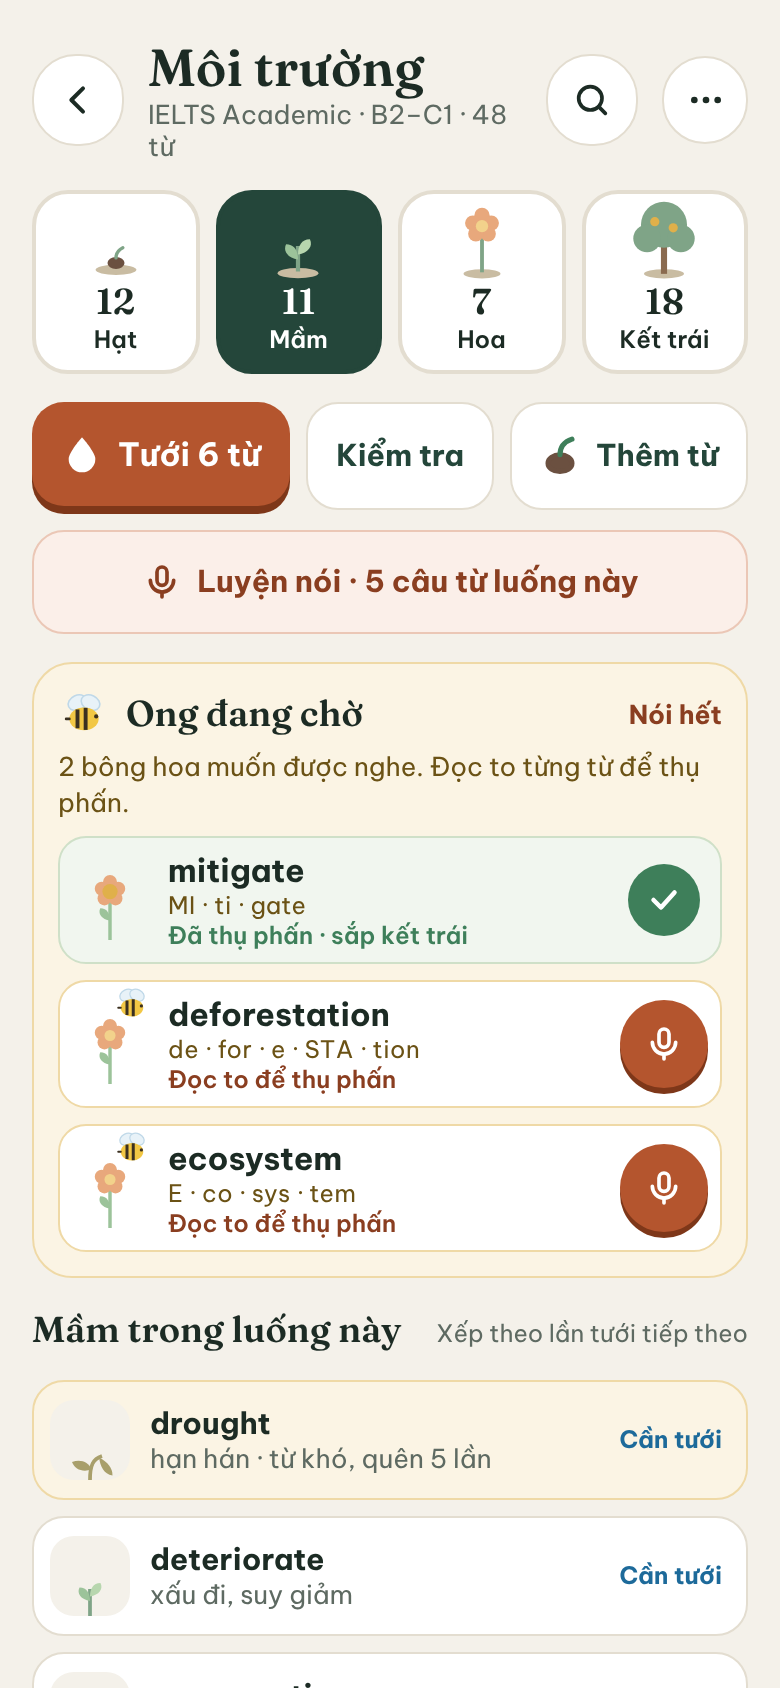 Môi trường
IELTS Academic · B2–C1 · 48
từ
12
Hạt
11
Mầm
7
Hoa
18
Kết trái
Tưới 6 từ
Kiểm tra
Thêm từ
Luyện nói · 5 câu từ luống này
Ong đang chờ
Nói hết
2 bông hoa muốn được nghe. Đọc to từng từ để thụ
phấn.
mitigate
MI · ti · gate
Đã thụ phấn · sắp kết trái
deforestation
de · for · e · STA · tion
Đọc to để thụ phấn
ecosystem
E · co · sys · tem
Đọc to để thụ phấn
Mầm trong luống này
Xếp theo lần tưới tiếp theo
drought
hạn hán · từ khó, quên 5 lần
Cần tưới
deteriorate
xấu đi, suy giảm
Cần tưới